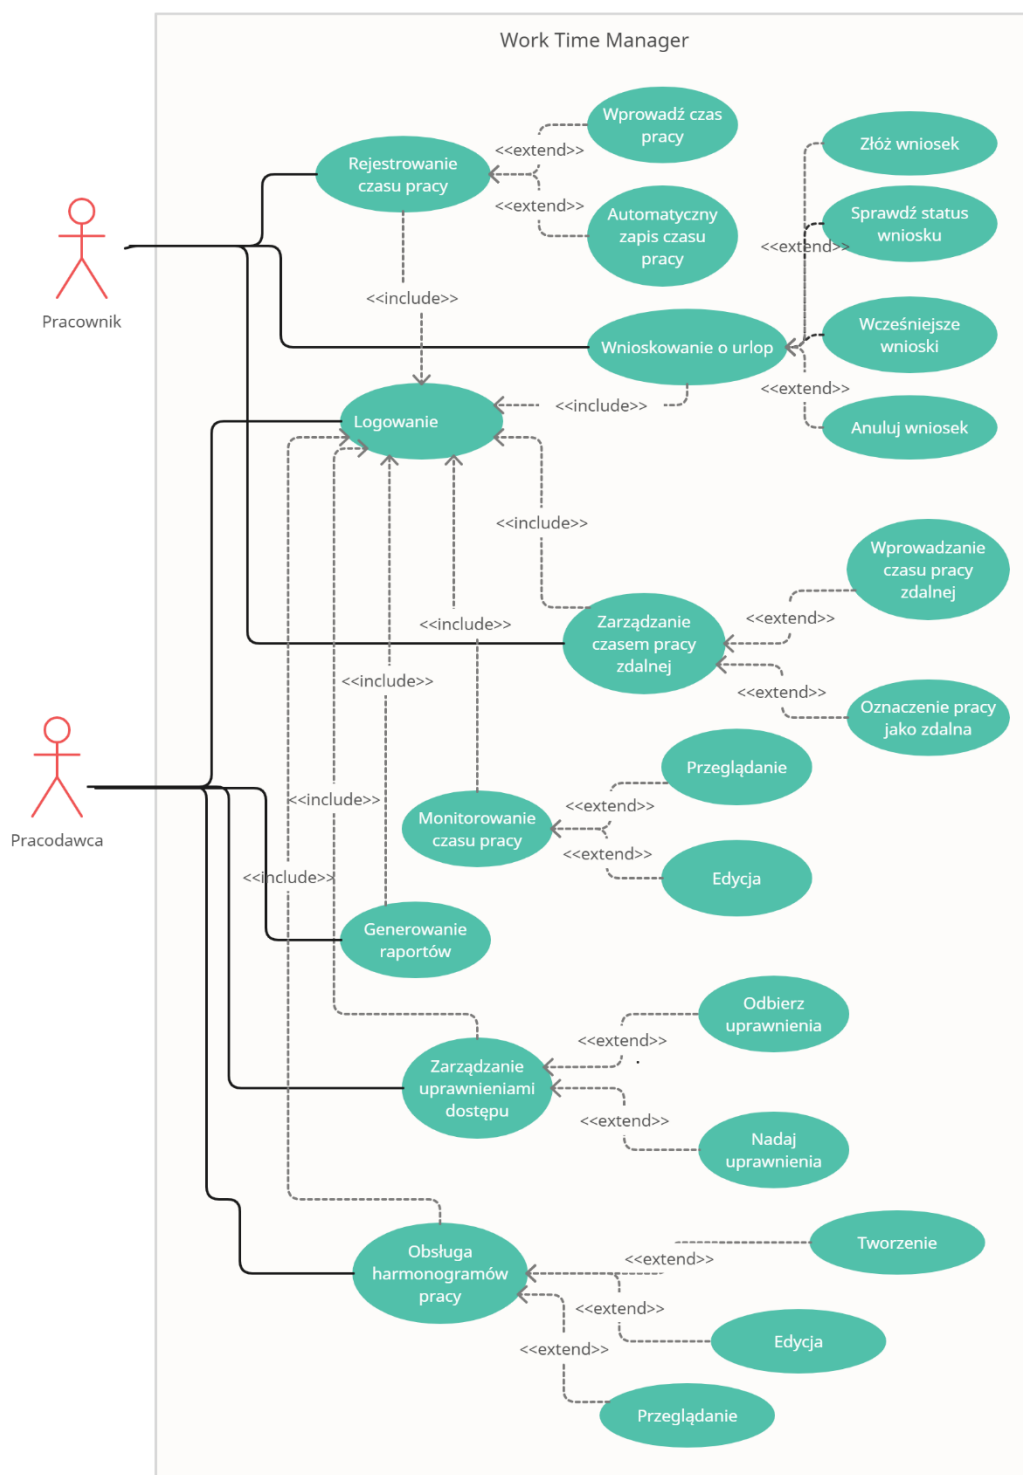 Work Time Manager
Wprowadź czas
pracy
<<extend>>
Złóż wniosek
Rejestrowanie
czasu pracy
<<extend>>
Automatyczny
zapis czasu
pracy
Sprawdź status
wniosku
<<extend>>
Pracownik
<<include>>
Wcześniejsze
wnioski
Wnioskowanie o urlop
<<extend>>
<<include>>
Logowanie
Anuluj wniosek
<<include>>
Wprowadzanie
czasu pracy
zdalnej
<<extend>>
<<include>>
Zarządzanie
czasem pracy
zdalnej
<<include>>
<<extend>>
Oznaczenie pracy
jako zdalna
Przeglądanie
<<include>>
<<extend>>
Monitorowanie
czasu pracy
Pracodawca
<<extend>>
<<include>>
Edycja
Generowanie
raportów
Odbierz
uprawnienia
<<extend>>
Zarządzanie
uprawnieniami
dostępu
<<extend>>
Nadaj
uprawnienia
Tworzenie
<<extend>>
Obsługa
harmonogramów
pracy
<<extend>>
Edycja
<<extend>>
Przeglądanie